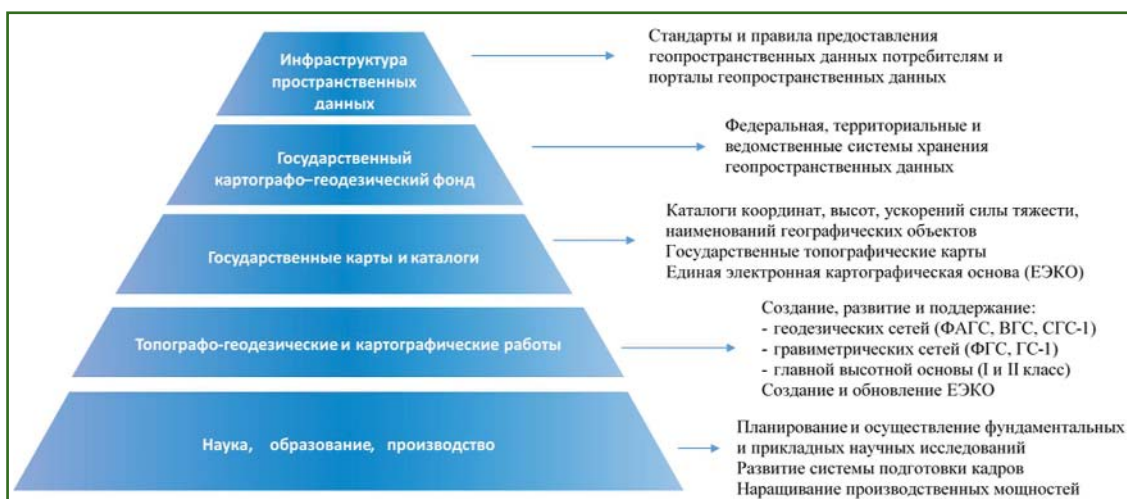 Инфраструктура
пространственных
данных
Стандарты и правила предоставления
геопространственных данных потребителям и
порталы геопространственных данных
Государственный
картографо–геодезический фонд
Федеральная, территориальные и
ведомственные системы хранения
геопространственных данных
Государственные карты и каталоги
Каталоги координат, высот, ускорений силы тяжести,
наименований географических объектов
Государственные топографические карты
Единая электронная картографическая основа (ЕЭКО)
Топографо-геодезические и картографические работы
Создание, развитие и поддержание:
- геодезических сетей (ФАГС, ВГС, СГС-1)
- гравиметрических сетей (ФГС, ГС-1)
- главной высотной основы (I и II класс)
Создание и обновление ЕЭКО
Наука, образование, производство
Планирование и осуществление фундаментальных
и прикладных научных исследований
Развитие системы подготовки кадров
Наращивание производственных мощностей